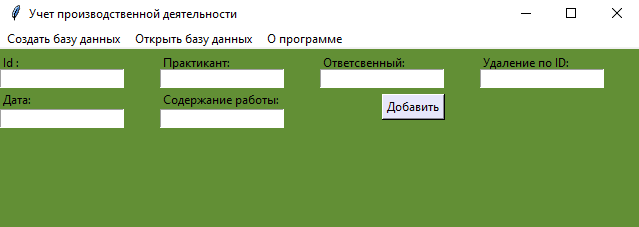 Учет производственной деятельности
Создать базу данных Открыть базу данных О программе
Id : Практикант: Ответсвенный: Удаление по ID:
Дата: Содержание работы: Добавить